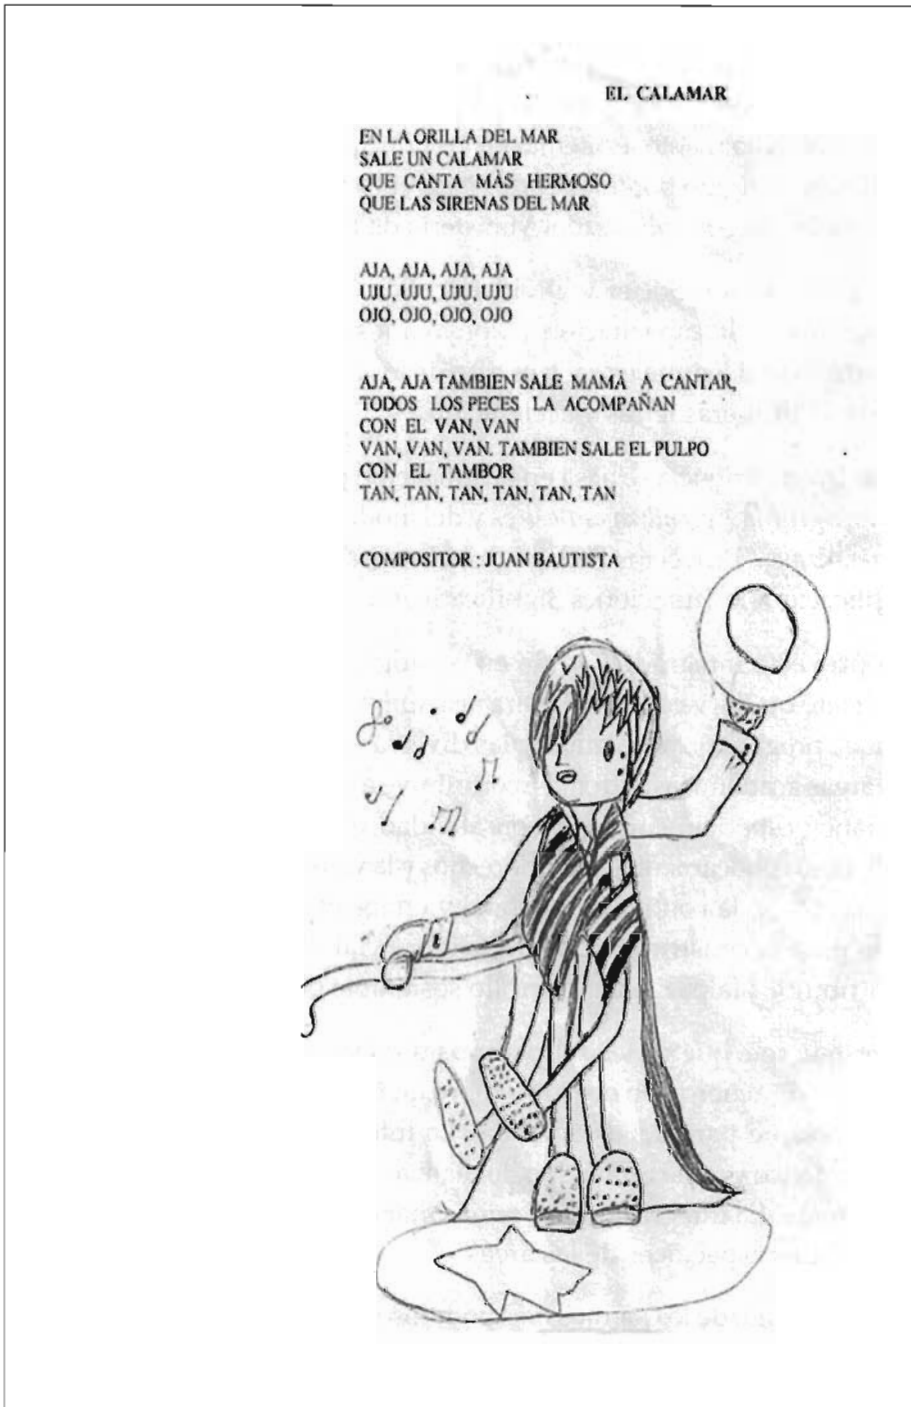 EL CALAMAR
EN LA ORILLA DEL MAR
SALE UN CALAMAR
QUE CANTA MÁS HERMOSO
QUE LAS SIRENAS DEL MAR
AJA, AJA, AJA, AJA
UJU, UJU, UJU, UJU
OJO, OJO, OJO, OJO
AJA, AJA TAMBIEN SALE MAMA A CANTAR,
TODOS LOS PECES LA ACOMPAÑAN
CON EL VAN, VAN
VAN, VAN, VAN. TAMBIEN SALE EL PULPO
CON EL TAMBOR
TAN, TAN, TAN, TAN, TAN, TAN
COMPOSITOR : JUAN BAUTISTA